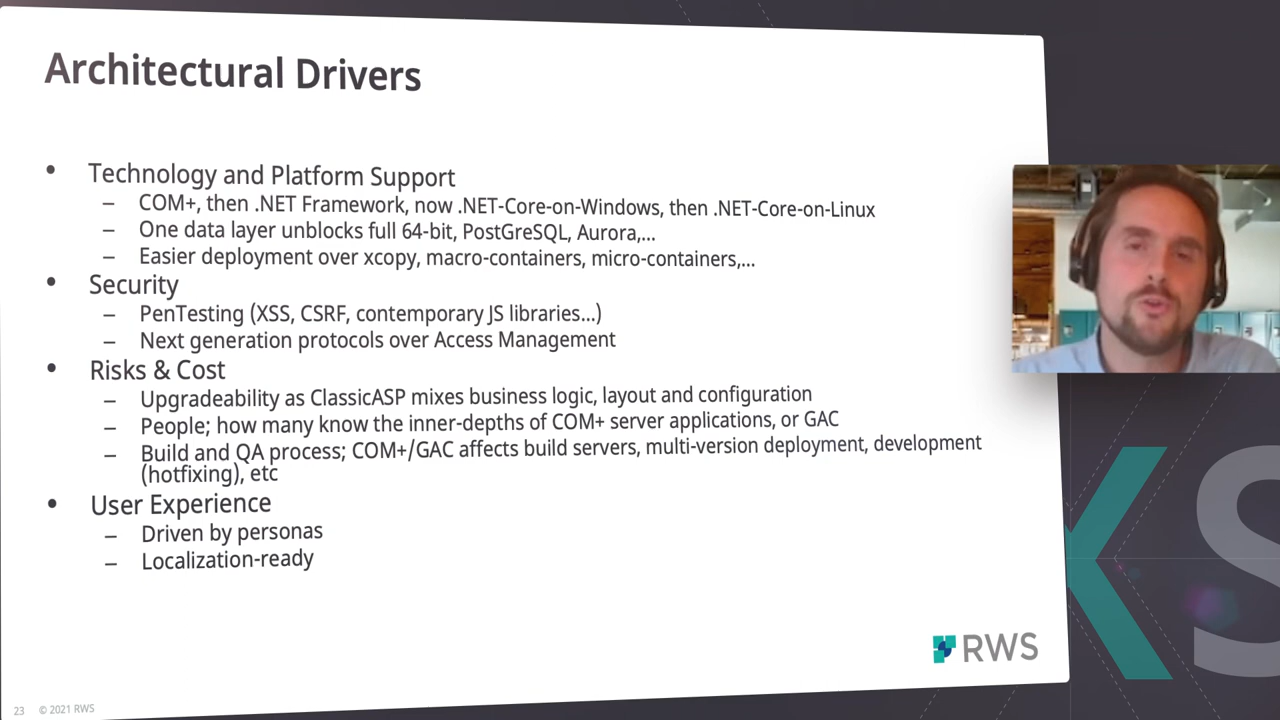 Architectural Drivers
• Technology and Platform Support
– COM+, then .NET Framework, now .NET-Core-on-Windows, then .NET-Core-on-Linux
– One data layer unblocks full 64-bit, PostGreSQL, Aurora,...
– Easier deployment over xcopy, macro-containers, micro-containers,...
• Security
– PenTesting (XSS, CSRF, contemporary JS libraries...)
– Next generation protocols over Access Management
• Risks & Cost
– Upgradeability as ClassicASP mixes business logic, layout and configuration
– People; how many know the inner-depths of COM+ server applications, or GAC
– Build and QA process; COM+/GAC affects build servers, multi-version deployment, development
(hotfixing), etc
• User Experience
– Driven by personas
– Localization-ready
RWS
23 © 2021 RWS
KS